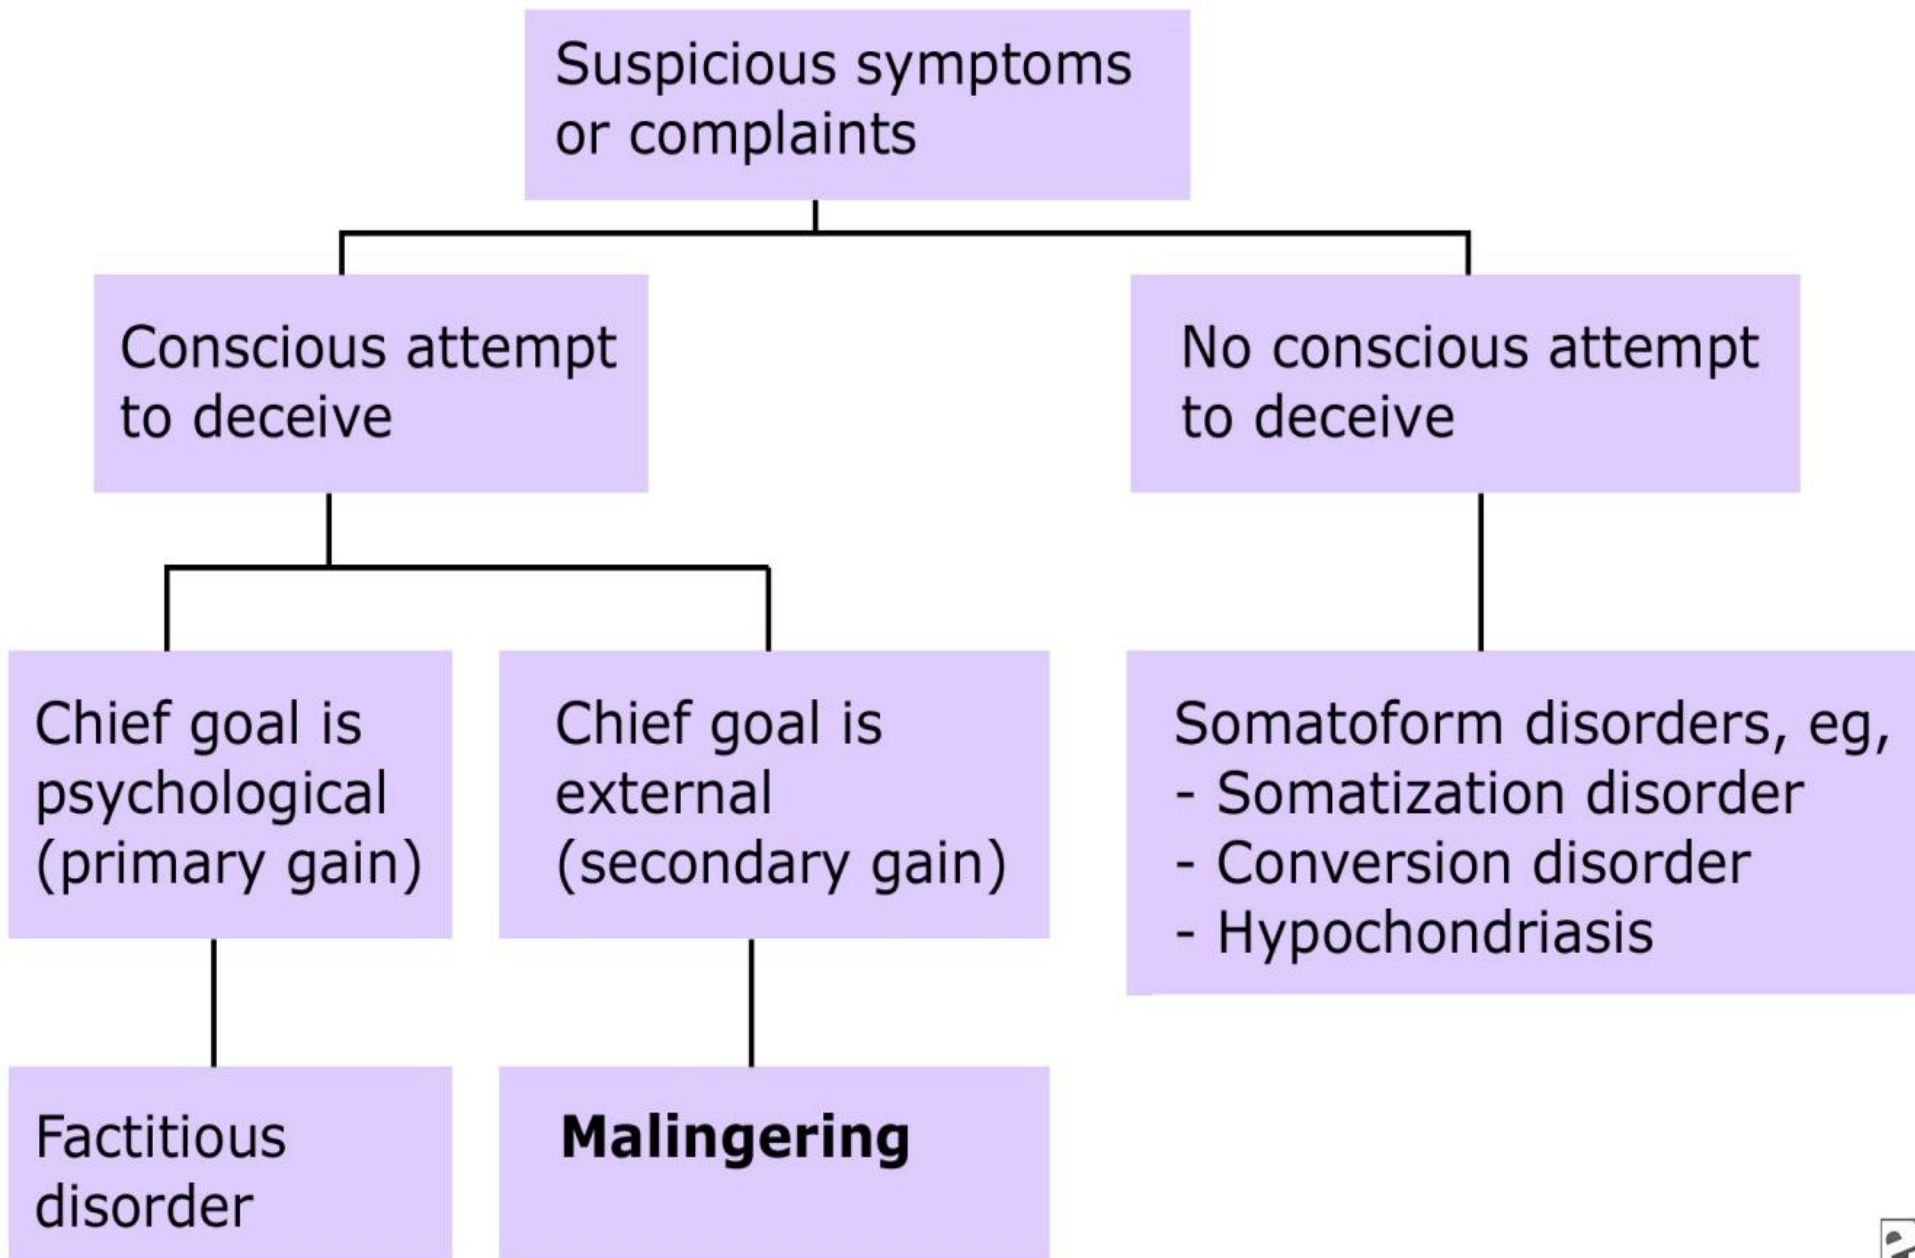 Suspicious symptoms
or complaints
Conscious attempt
to deceive
No conscious attempt
to deceive
Chief goal is
psychological
(primary gain)
Chief goal is
external
(secondary gain)
Somatoform disorders, eg,
- Somatization disorder
- Conversion disorder
- Hypochondriasis
Factitious
disorder
Malingering